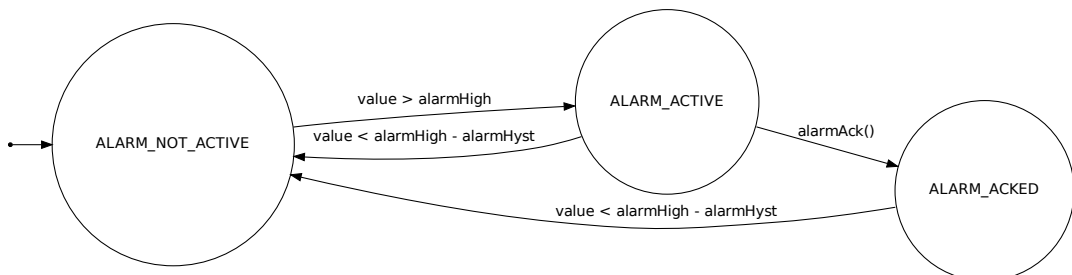 ALARM_NOT_ACTIVE
value > alarmHigh
value < alarmHigh - alarmHyst
ALARM_ACTIVE
alarmAck()
value < alarmHigh - alarmHyst
ALARM_ACKED